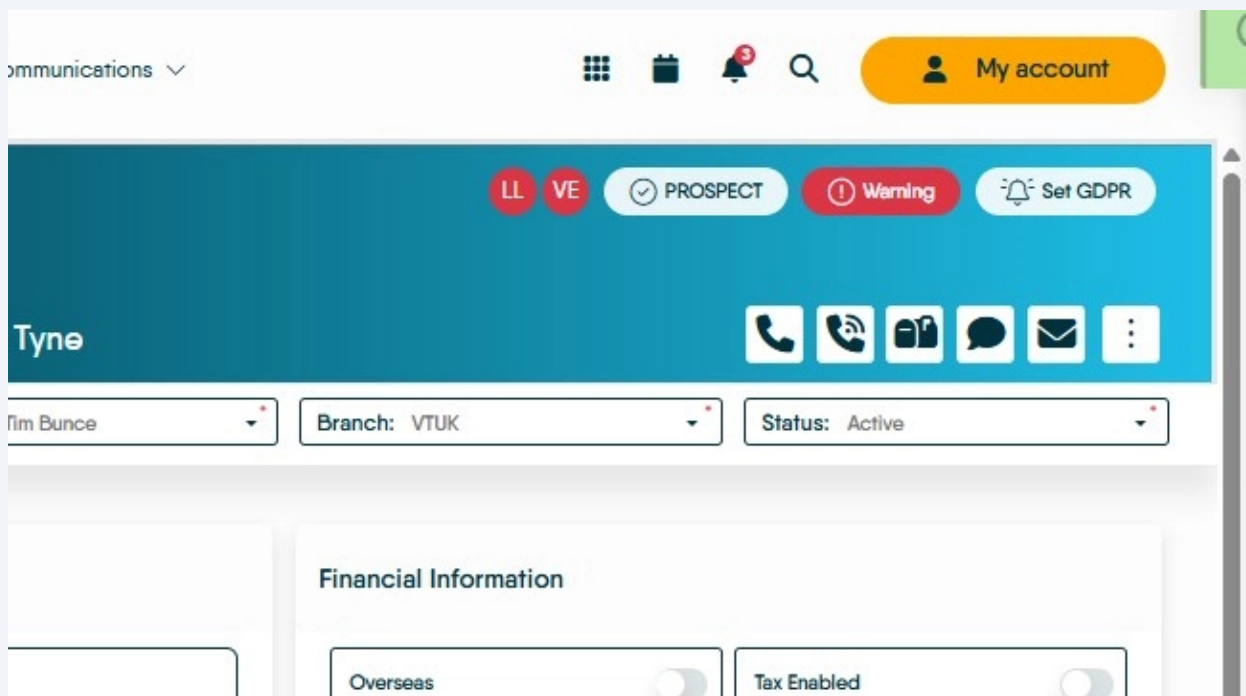 ommunications
3
My account
LL VE PROSPECT Warning Set GDPR
Tyne
Tim Bunce
*
Branch: VTUK
*
Status: Active
*
Financial Information
Overseas
Tax Enabled